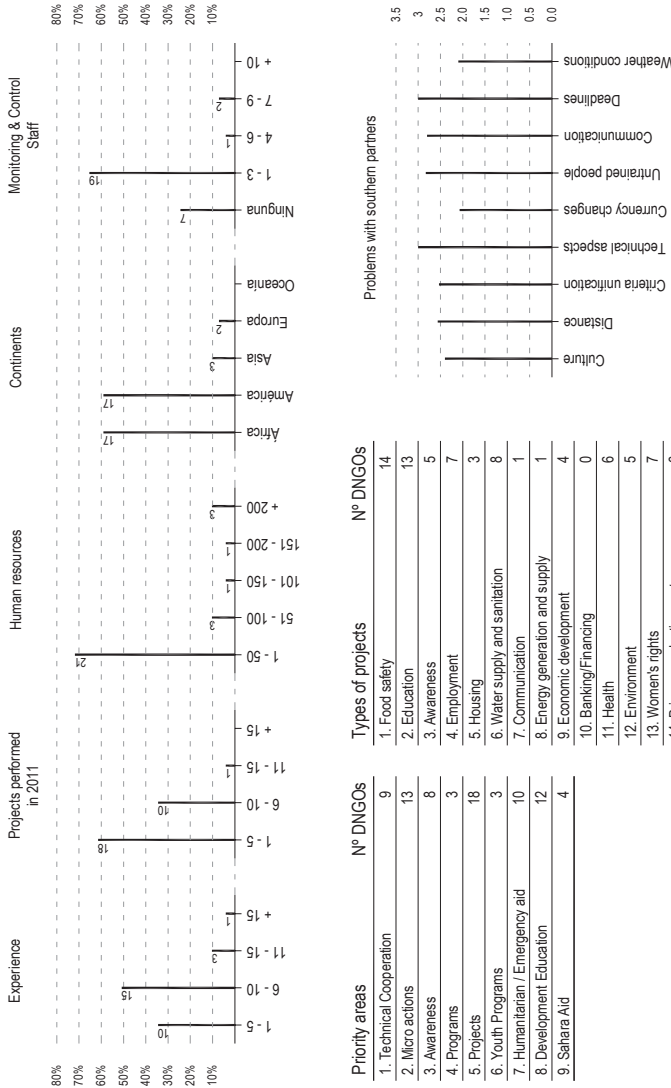 Experience
Projects performed
in 2011
Human resources
Continents
Monitoring & Control
Staff
80%
70%
60%
50%
40%
30%
20%
10%
80%
70%
60%
50%
40%
30%
20%
10%
10
15
3
1
18
10
1
21
3
1
1
3
17
17
3
2
7
19
1
2
1 - 5
6 - 10
11 - 15
+ 15
1 - 5
6 - 10
11 - 15
+ 15
1 - 50
51 - 100
101 - 150
151 - 200
+ 200
África
América
Asia
Europa
Oceanía
Ninguna
1 - 3
4 - 6
7 - 9
+ 10
Priority areas Nº DNGOs
1. Technical Cooperation 9
2. Micro actions 13
3. Awareness 8
4. Programs 3
5. Projects 18
6. Youth Programs 3
7. Humanitarian / Emergency aid 10
8. Development Education 12
9. Sahara Aid 4
Types of projects Nº DNGOs
1. Food safety 14
2. Education 13
3. Awareness 5
4. Employment 7
5. Housing 3
6. Water supply and sanitation 8
7. Communication 1
8. Energy generation and supply 1
9. Economic development 4
10. Banking/Financing 0
11. Health 6
12. Environment 5
13. Women's rights 7
Problems with southern partners
3.5
3
2.5
2.0
1.5
1.0
0.5
0.0
Culture
Distance
Criteria unification
Technical aspects
Currency changes
Untrained people
Communication
Deadlines
Weather conditions